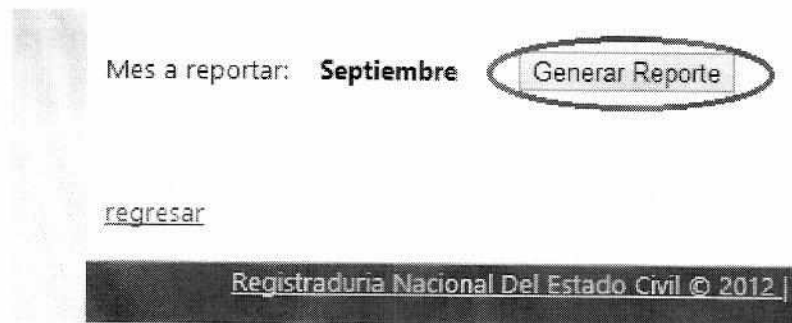 Mes a reportar: Septiembre Generar Reporte
regresar
Registraduria Nacional Del Estado Civil © 2012 |